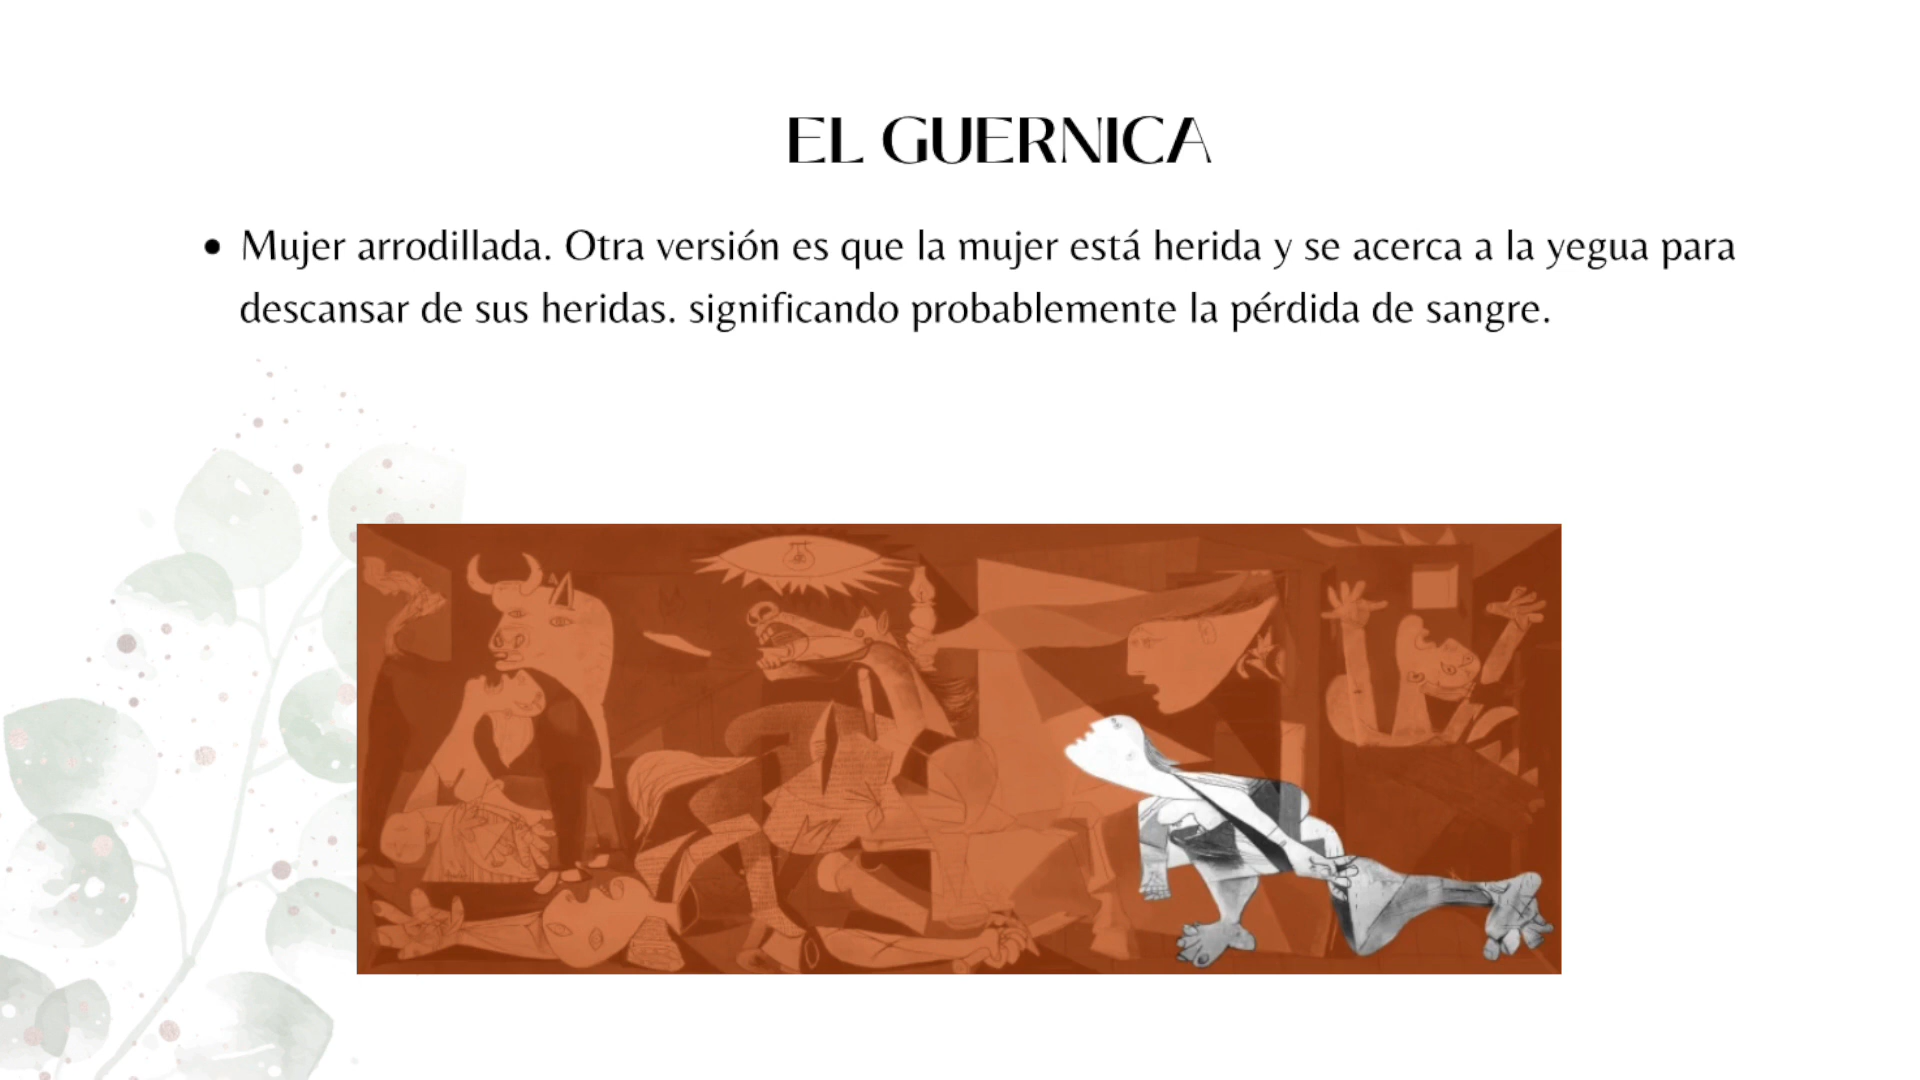 EL GUERNICA
• Mujer arrodillada. Otra versión es que la mujer está herida y se acerca a la yegua para
descansar de sus heridas. significando probablemente la pérdida de sangre.